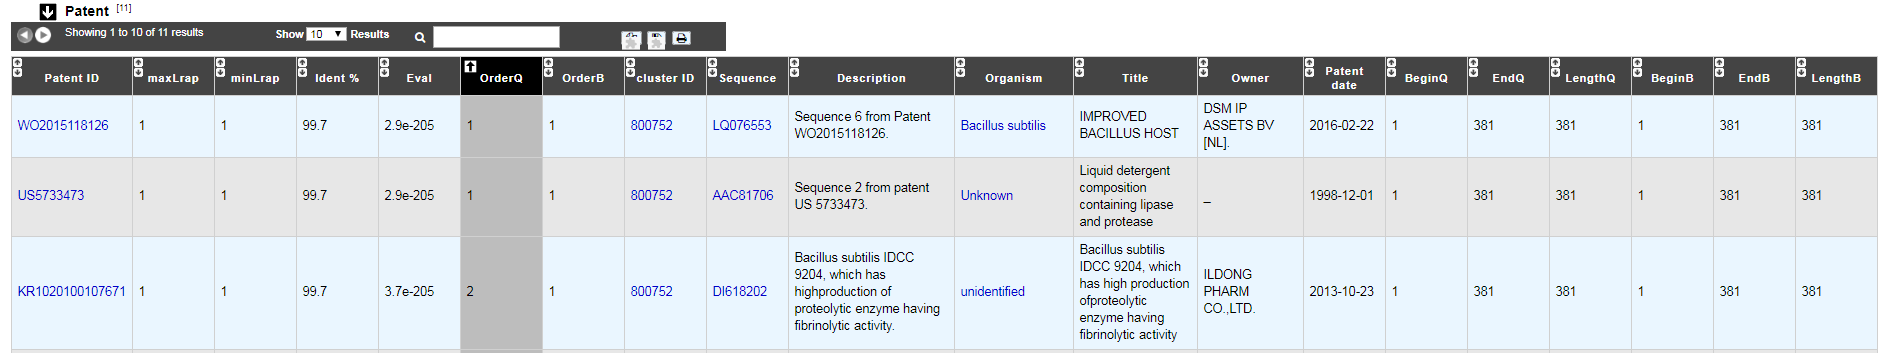 Patent [11]
Showing 1 to 10 of 11 results Show 10 Results
Patent ID maxLrap minLrap Ident % Eval OrderQ OrderB cluster ID Sequence Description Organism Title Owner Patent date BeginQ EndQ LengthQ BeginB EndB LengthB
WO2015118126 1 1 99.7 2.9e-205 1 1 800752 LQ076553 Sequence 6 from Patent WO2015118126. Bacillus subtilis IMPROVED BACILLUS HOST DSM IP ASSETS BV [NL]. 2016-02-22 1 381 381 1 381 381
US5733473 1 1 99.7 2.9e-205 1 1 800752 AAC81706 Sequence 2 from patent US 5733473. Unknown Liquid detergent composition containing lipase and protease _ 1998-12-01 1 381 381 1 381 381
KR1020100107671 1 1 99.7 3.7e-205 2 1 800752 DI618202 Bacillus subtilis IDCC 9204, which has highproduction of proteolytic enzyme having fibrinolytic activity. unidentified Bacillus subtilis IDCC 9204, which has high production ofproteolytic enzyme having fibrinolytic activity ILDONG PHARM CO.,LTD. 2013-10-23 1 381 381 1 381 381